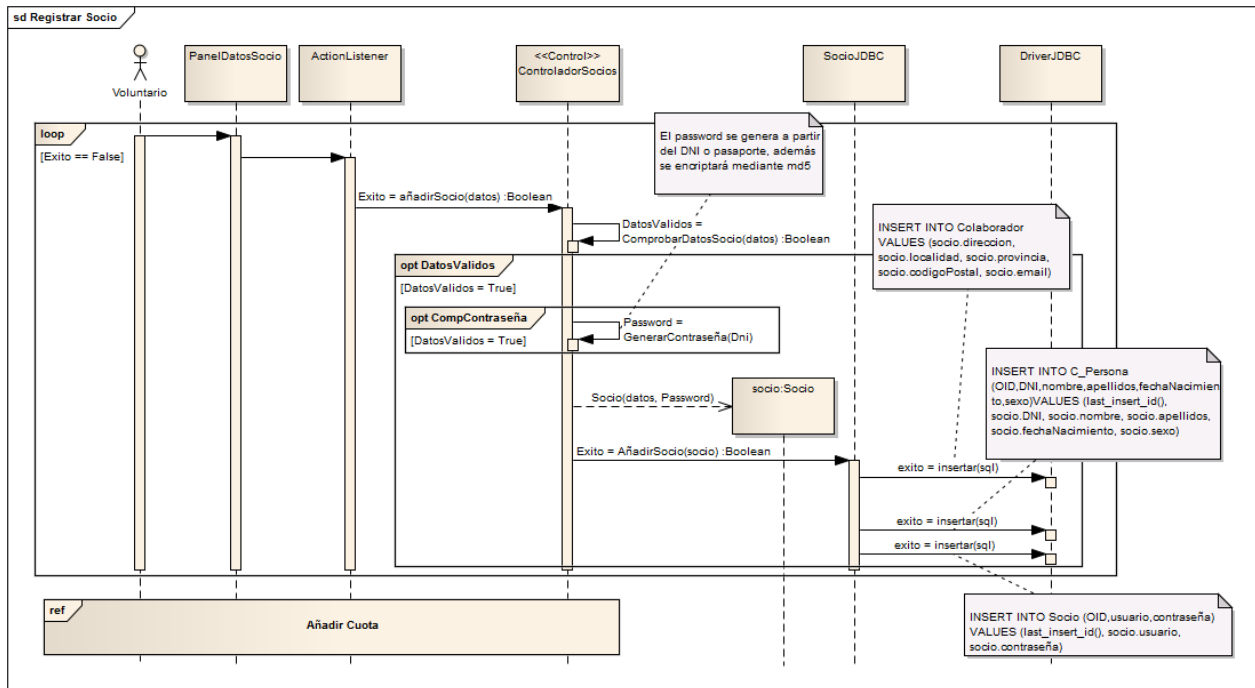 sd Registrar Socio
Voluntario
PanelDatosSocio
ActionListener
<<Control>>
ControladorSocios
SocioJDBC
DriverJDBC
loop
[Exito == False]
El password se genera a partir
del DNI o pasaporte, además
se encriptará mediante md5
Exito = añadirSocio(datos) :Boolean
DatosValidos =
ComprobarDatosSocio(datos) :Boolean
INSERT INTO Colaborador
VALUES (socio.direccion,
socio.localidad, socio.provincia,
socio.codigoPostal, socio.email)
opt DatosValidos
[DatosValidos = True]
opt CompContraseña
[DatosValidos = True]
Password =
GenerarContraseña(Dni)
INSERT INTO C_Persona
(OID,DNI,nombre,apellidos,fechaNacimien
to,sexo)VALUES (last_insert_id(),
socio.DNI, socio.nombre, socio.apellidos,
socio.fechaNacimiento, socio.sexo)
Socio(datos, Password)
socio:Socio
Exito = AñadirSocio(socio) :Boolean
exito = insertar(sql)
exito = insertar(sql)
exito = insertar(sql)
ref
Añadir Cuota
INSERT INTO Socio (OID,usuario,contraseña)
VALUES (last_insert_id(), socio.usuario,
socio.contraseña)